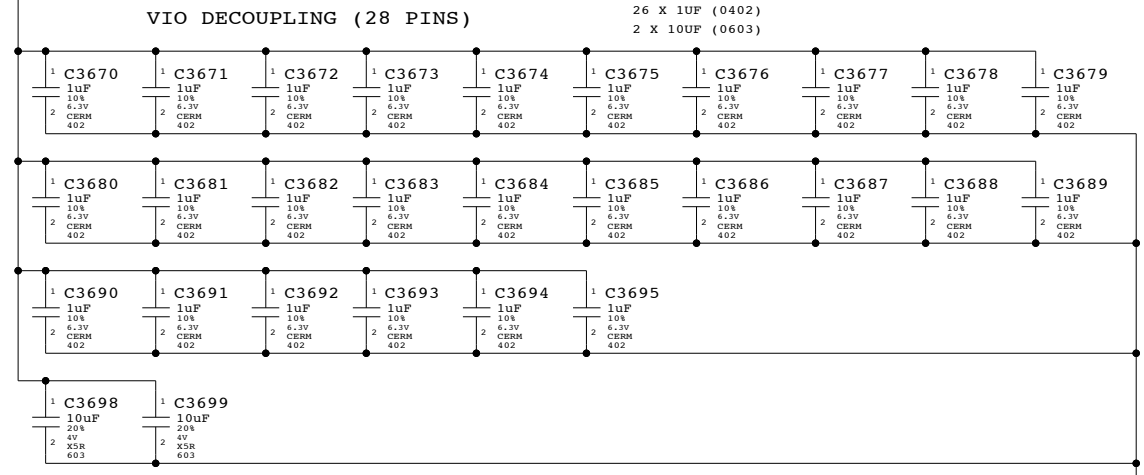 VIO DECOUPLING (28 PINS)
26 X 1UF (0402)
2 X 10UF (0603)
1 C3670 1 C3671 1 C3672 1 C3673 1 C3674 1 C3675 1 C3676 1 C3677 1 C3678 1 C3679
1uF 1uF 1uF 1uF 1uF 1uF 1uF 1uF 1uF 1uF
10% 10% 10% 10% 10% 10% 10% 10% 10% 10%
2 6.3V 2 6.3V 2 6.3V 2 6.3V 2 6.3V 2 6.3V 2 6.3V 2 6.3V 2 6.3V 2 6.3V
CERM CERM CERM CERM CERM CERM CERM CERM CERM CERM
402 402 402 402 402 402 402 402 402 402
1 C3680 1 C3681 1 C3682 1 C3683 1 C3684 1 C3685 1 C3686 1 C3687 1 C3688 1 C3689
1uF 1uF 1uF 1uF 1uF 1uF 1uF 1uF 1uF 1uF
10% 10% 10% 10% 10% 10% 10% 10% 10% 10%
2 6.3V 2 6.3V 2 6.3V 2 6.3V 2 6.3V 2 6.3V 2 6.3V 2 6.3V 2 6.3V 2 6.3V
CERM CERM CERM CERM CERM CERM CERM CERM CERM CERM
402 402 402 402 402 402 402 402 402 402
1 C3690 1 C3691 1 C3692 1 C3693 1 C3694 1 C3695
1uF 1uF 1uF 1uF 1uF 1uF
10% 10% 10% 10% 10% 10%
2 6.3V 2 6.3V 2 6.3V 2 6.3V 2 6.3V 2 6.3V
CERM CERM CERM CERM CERM CERM
402 402 402 402 402 402
1 C3698 1 C3699
10uF 10uF
20% 20%
2 4V 2 4V
X5R X5R
603 603